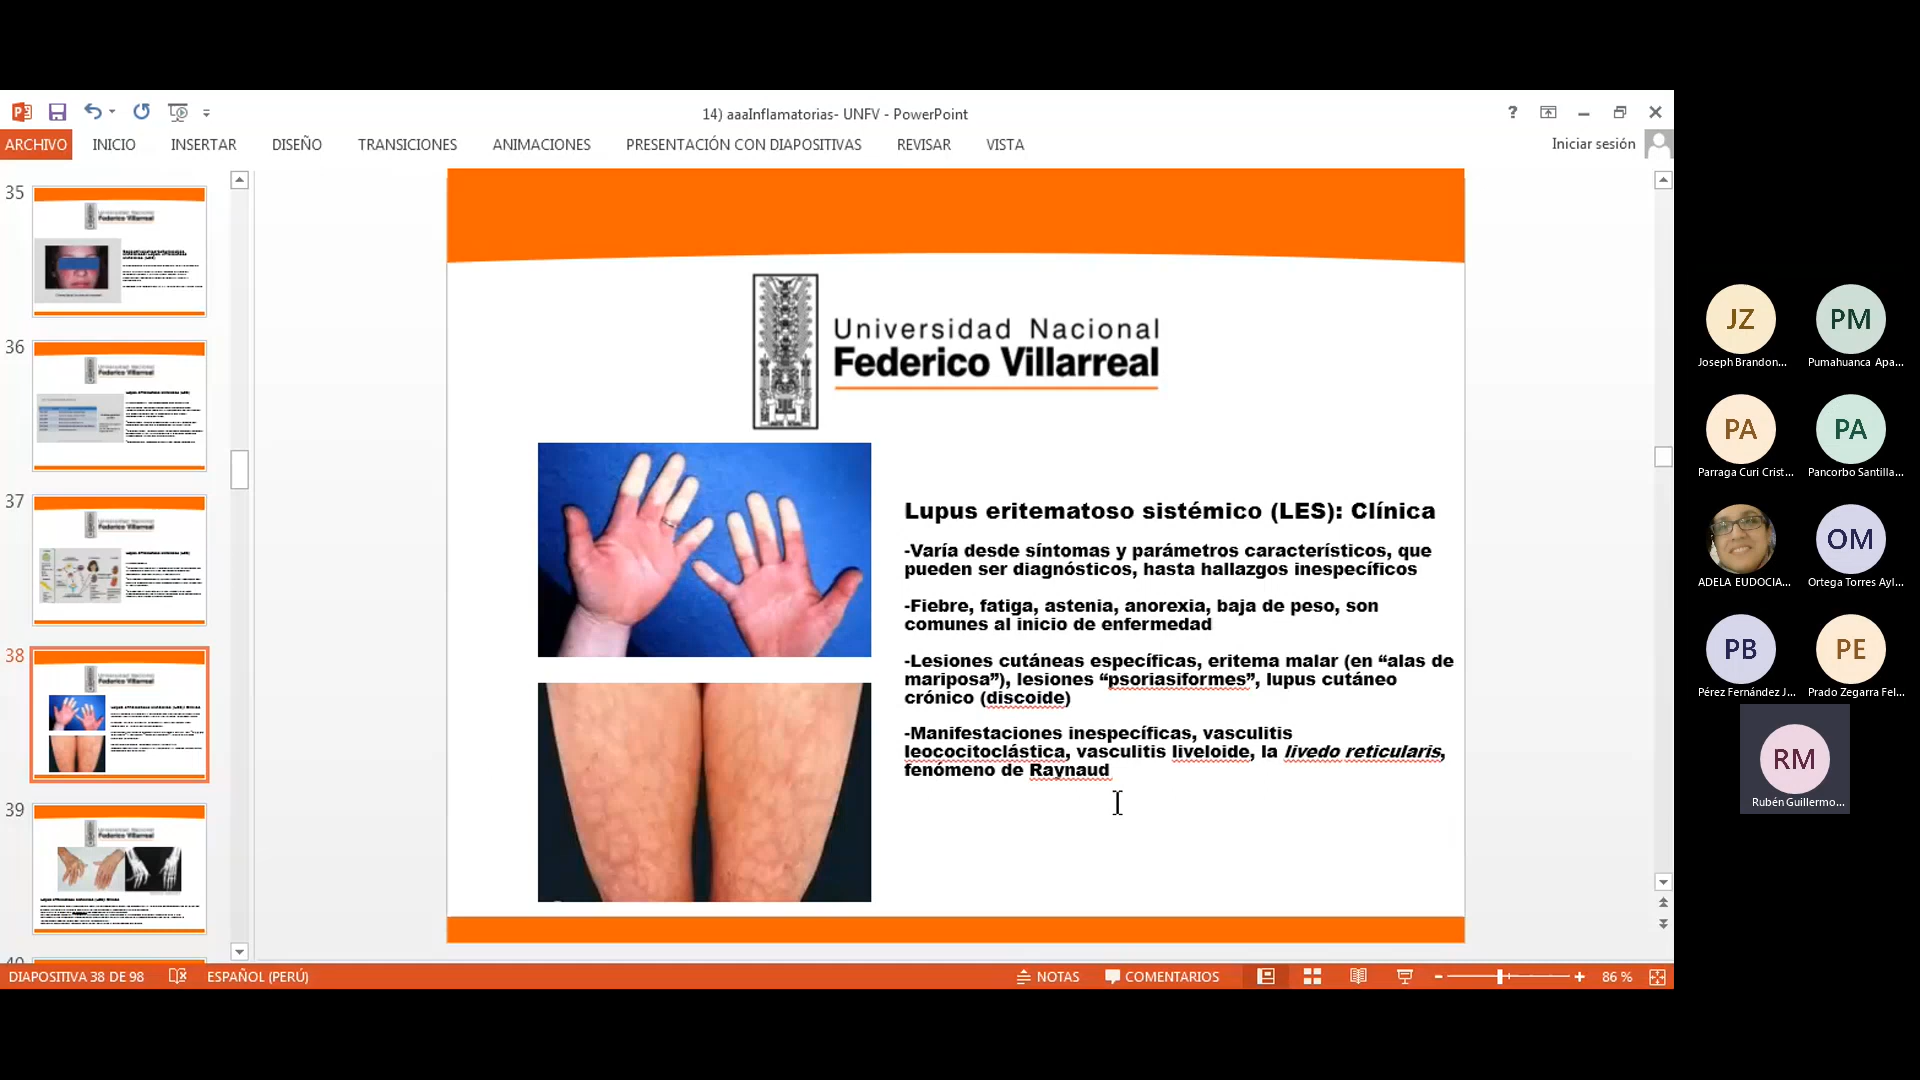 14) aaaInflamatorias- UNFV - PowerPoint
?
ARCHIVO INICIO INSERTAR DISEÑO TRANSICIONES ANIMACIONES PRESENTACIÓN CON DIAPOSITIVAS REVISAR VISTA
Iniciar sesión
35
36
37
38
39
Universidad Nacional
Federico Villarreal
Lupus eritematoso sistémico (LES): Clínica
-Varía desde síntomas y parámetros característicos, que
pueden ser diagnósticos, hasta hallazgos inespecíficos
-Fiebre, fatiga, astenia, anorexia, baja de peso, son
comunes al inicio de enfermedad
-Lesiones cutáneas específicas, eritema malar (en “alas de
mariposa”), lesiones “psoriasiformes”, lupus cutáneo
crónico (discoide)
-Manifestaciones inespecíficas, vasculitis
leococitoclástica, vasculitis liveloide, la livedo reticularis,
fenómeno de Raynaud
DIAPOSITIVA 38 DE 98 ESPAÑOL (PERÚ) NOTAS COMENTARIOS 86 %
JZ PM
Joseph Brandon... Pumahuanca Apa...
PA PA
Parraga Curi Crist... Pancorbo Santilla...
OM
ADELA EUDOCIA... Ortega Torres Ayl...
PB PE
Pérez Fernández J... Prado Zegarra Fel...
RM
Rubén Guillermo...